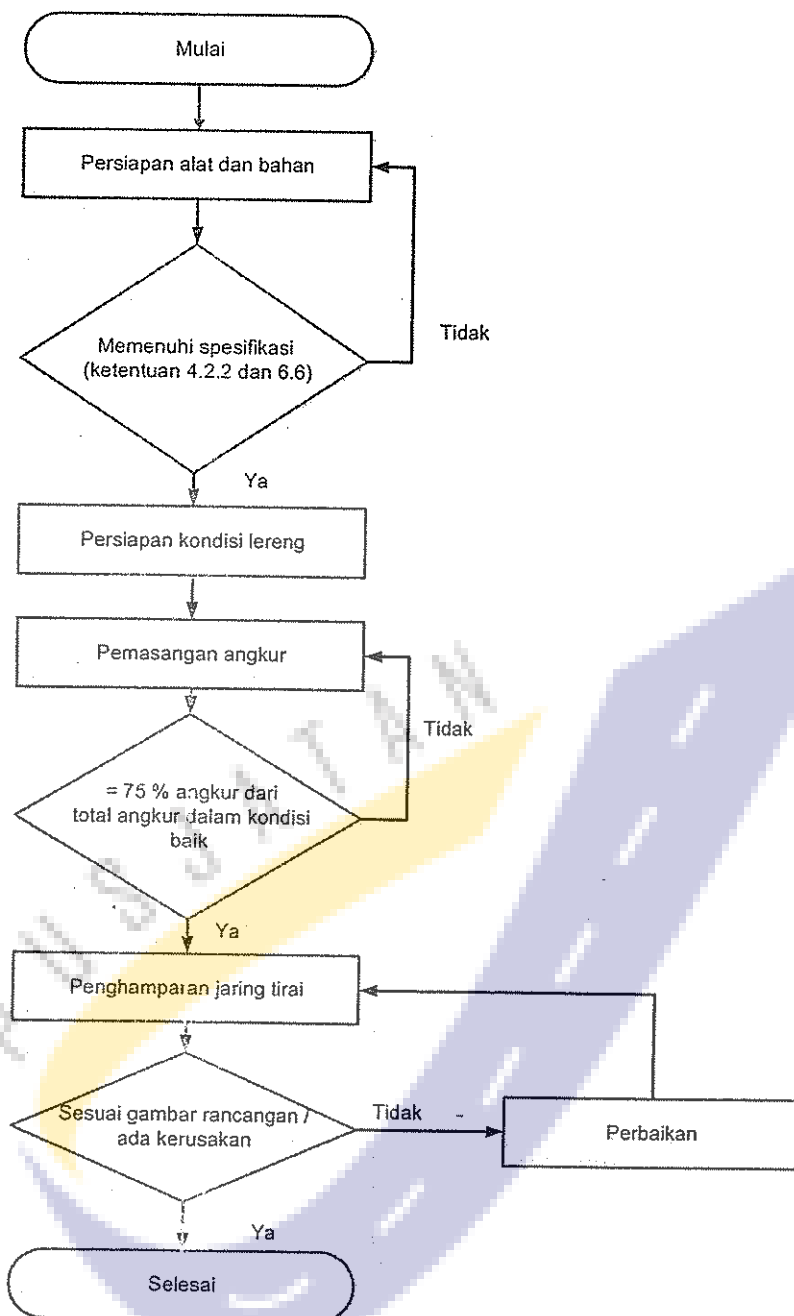 Mulai
Persiapan alat dan bahan
Tidak
Memenuhi spesifikasi
(ketentuan 4.2.2 dan 6.6)
Ya
Persiapan kondisi lereng
Pemasangan angkur
Tidak
= 75 % angkur dari
total angkur dalam kondisi
baik
Ya
Penghamparan jaring tirai
Sesuai gambar rancangan /
ada kerusakan
Tidak
Perbaikan
Ya
Selesai
PUSJATAN